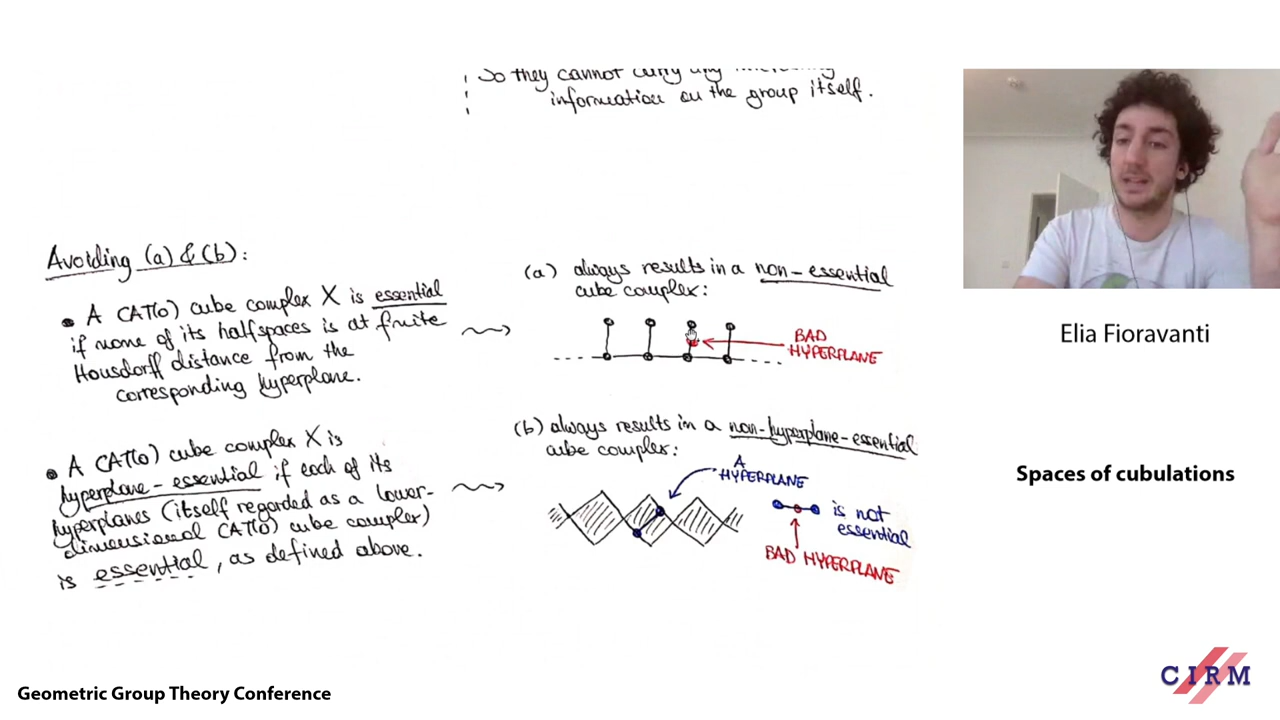 So they cannot carry any
information on the group itself.
Avoiding (a) & (b):
• A CAT(0) cube complex X is essential
if none of its halfspaces is at finite
Hausdorff distance from the
corresponding hyperplane.
(a) always results in a non-essential
cube complex:
BAD
HYPERPLANE
• A CAT(0) cube complex X is
hyperplane-essential if each of its
hyperplanes (itself regarded as a lower-
dimensional CAT(0) cube complex)
is essential, as defined above.
(b) always results in a non-hyperplane-essential
cube complex:
A
HYPERPLANE
is not
essential
BAD HYPERPLANE
Elia Fioravanti
Spaces of cubulations
CIRM
Geometric Group Theory Conference